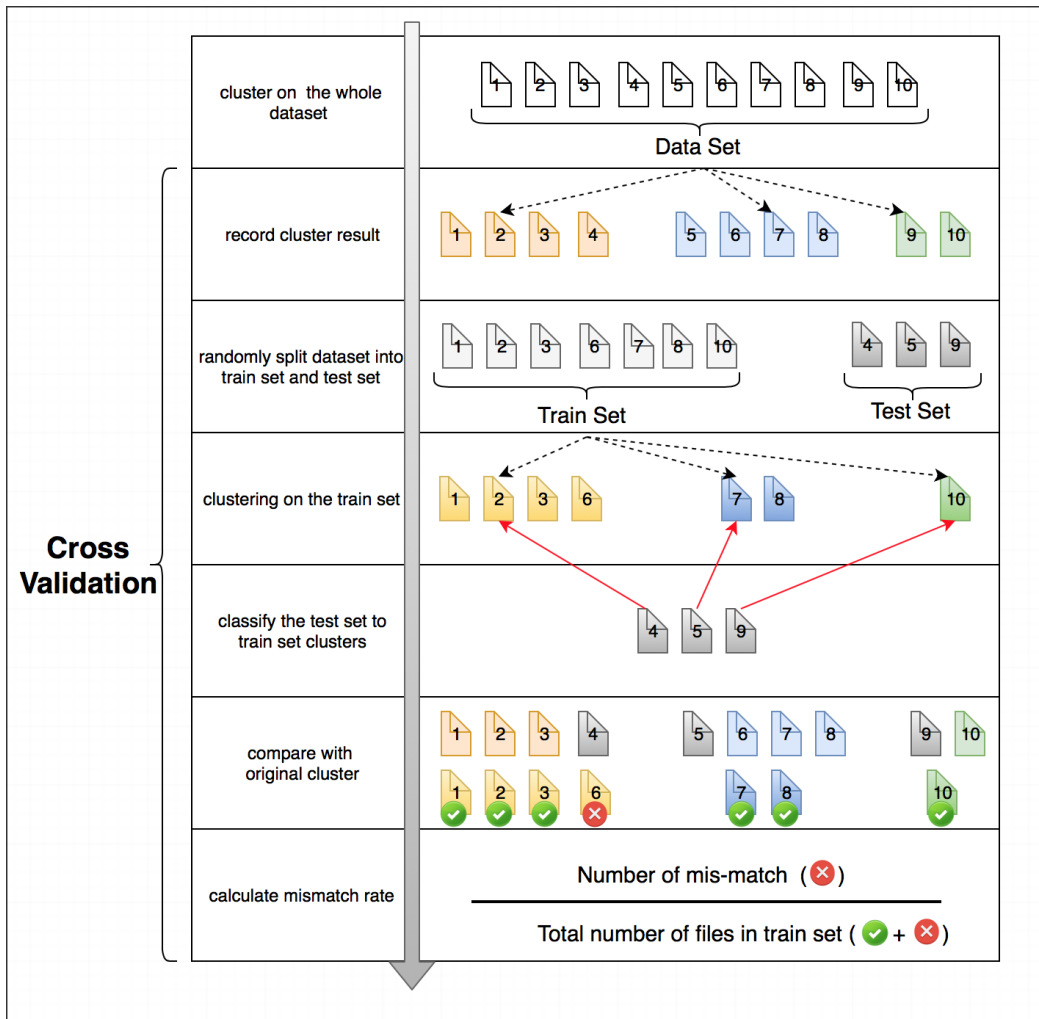 cluster on the whole
dataset
1 2 3 4 5 6 7 8 9 10
Data Set
record cluster result
1 2 3 4 5 6 7 8 9 10
randomly split dataset into
train set and test set
1 2 3 6 7 8 10 4 5 9
Train Set
Test Set
clustering on the train set
1 2 3 6 7 8 10
Cross
Validation
classify the test set to
train set clusters
4 5 9
compare with
original cluster
1 2 3 4 5 6 7 8 9 10
1 2 3 6 7 8 10
calculate mismatch rate
Number of mis-match ( )
Total number of files in train set ( + )